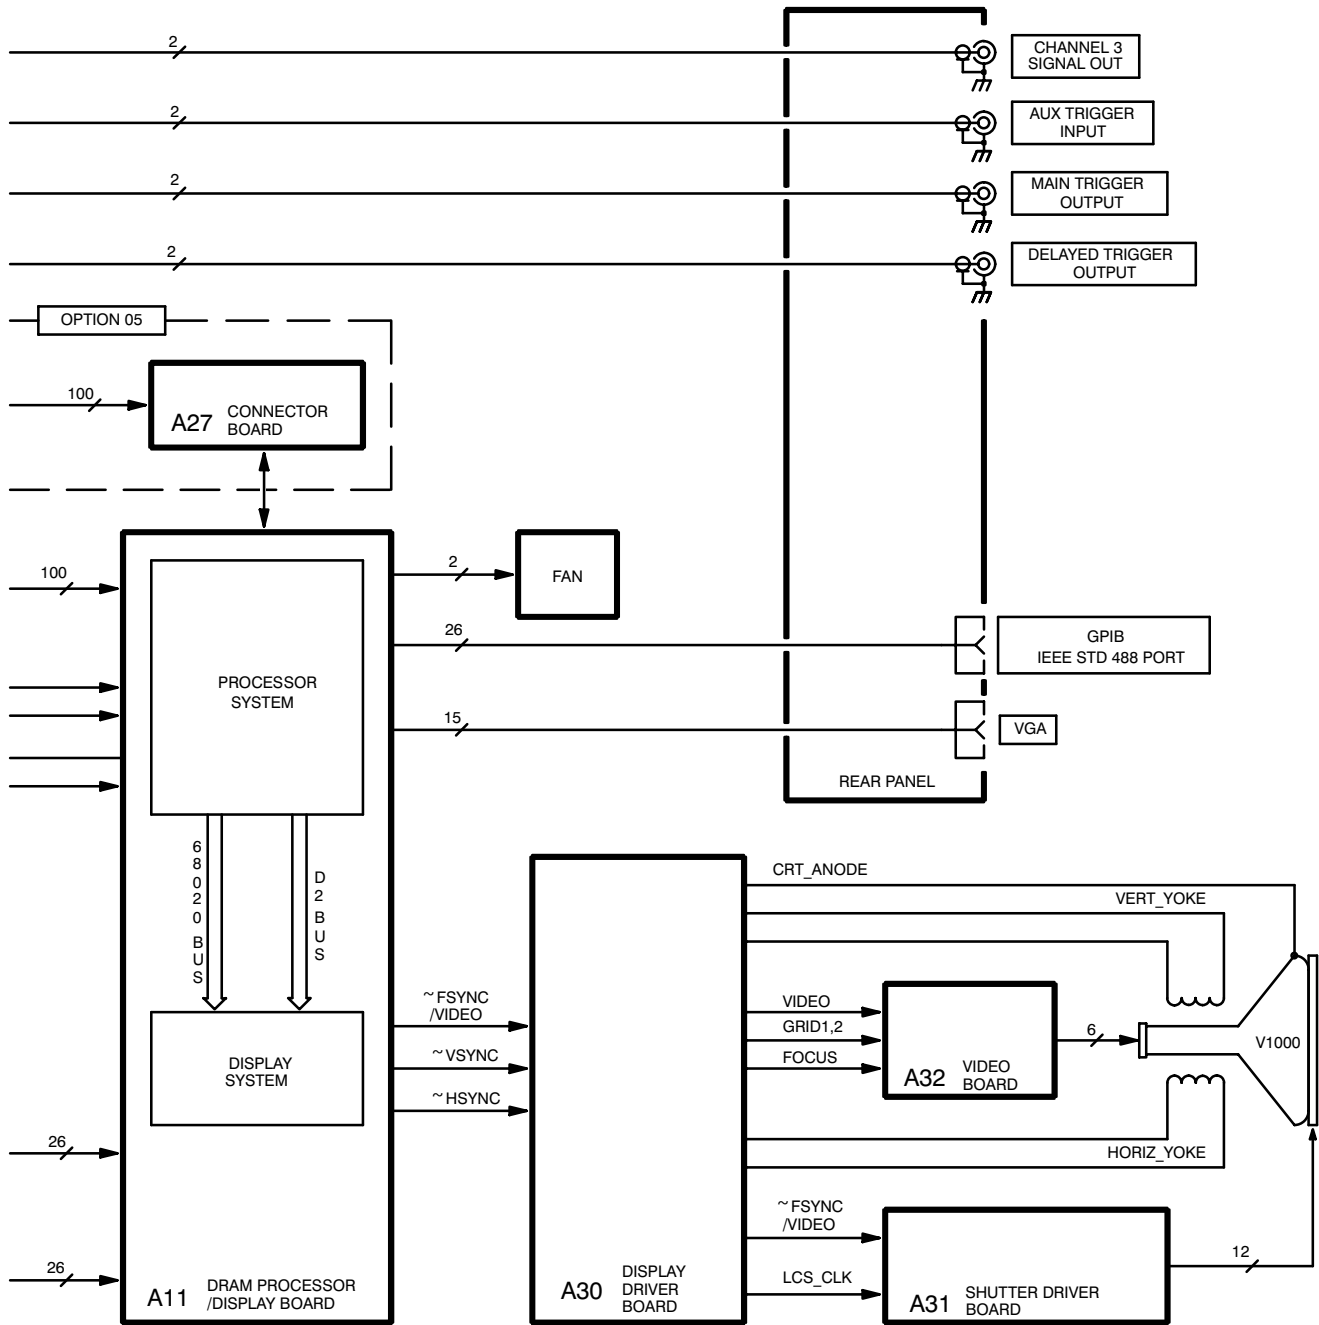 2
CHANNEL 3
SIGNAL OUT
2
AUX TRIGGER
INPUT
2
MAIN TRIGGER
OUTPUT
2
DELAYED TRIGGER
OUTPUT
OPTION 05
100
A27
CONNECTOR
BOARD
100
2
FAN
26
GPIB
IEEE STD 488 PORT
PROCESSOR
SYSTEM
15
VGA
REAR PANEL
68020 BUS
D2 BUS
CRT_ANODE
VERT_YOKE
~FSYNC
/VIDEO
~VSYNC
~HSYNC
DISPLAY
SYSTEM
VIDEO
GRID1,2
FOCUS
A32
VIDEO
BOARD
6
V1000
26
HORIZ_YOKE
~FSYNC
/VIDEO
LCS_CLK
12
26
A11
DRAM PROCESSOR
/DISPLAY BOARD
A30
DISPLAY
DRIVER
BOARD
A31
SHUTTER DRIVER
BOARD